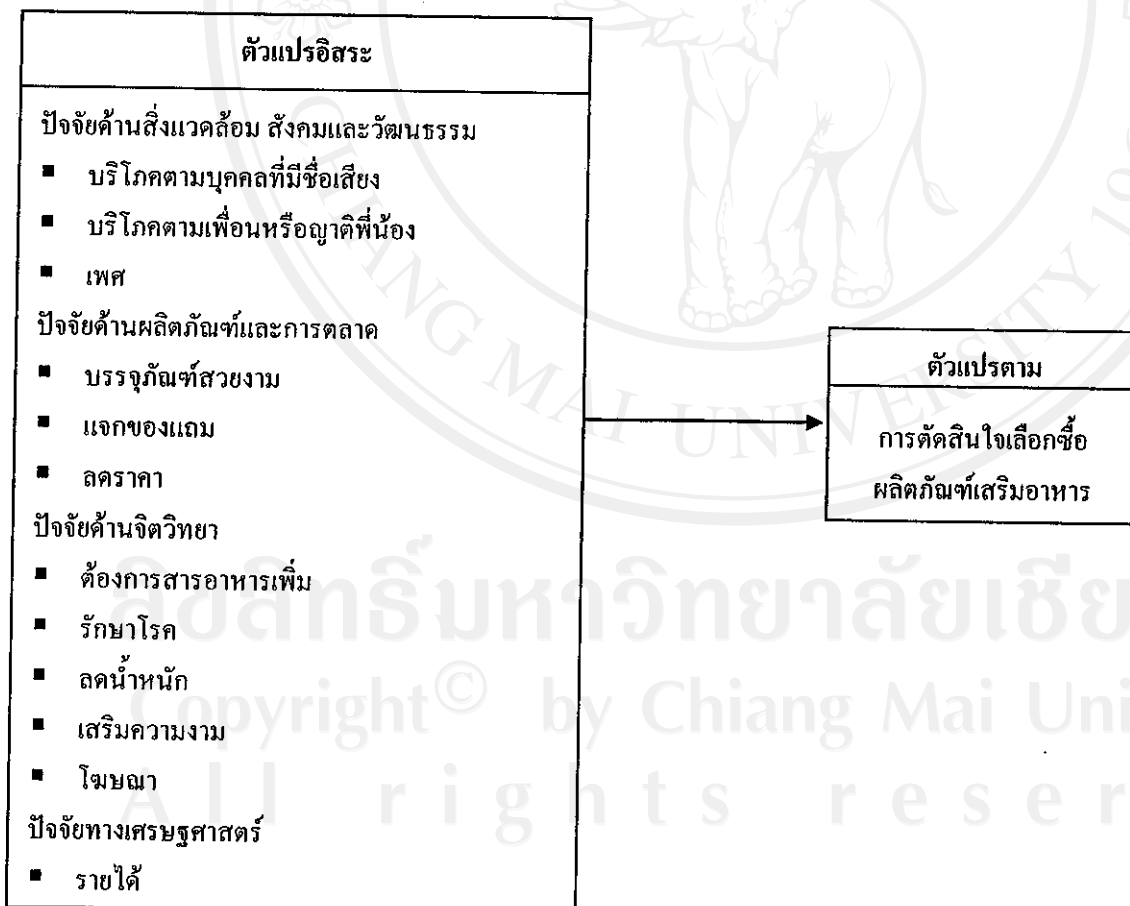 ตัวแปรอิสระ
ปัจจัยด้านสิ่งแวดล้อม สังคมและวัฒนธรรม
▪ บริโภคตามบุคคลที่มีชื่อเสียง
▪ บริโภคตามเพื่อนหรือญาติพี่น้อง
▪ เพศ
ปัจจัยด้านผลิตภัณฑ์และการตลาด
▪ บรรจุภัณฑ์สวยงาม
▪ แจกของแถม
▪ ลดราคา
ปัจจัยด้านจิตวิทยา
▪ ต้องการสารอาหารเพิ่ม
▪ รักษาโรค
▪ ลดน้ำหนัก
▪ เสริมความงาม
▪ โฆษณา
ปัจจัยทางเศรษฐศาสตร์
▪ รายได้
ตัวแปรตาม
การตัดสินใจเลือกซื้อ
ผลิตภัณฑ์เสริมอาหาร
CHIANG MAI UNIVERSITY
ลิขสิทธิ์มหาวิทยาลัยเชีย
Copyright© by Chiang Mai Uni
All rights reser